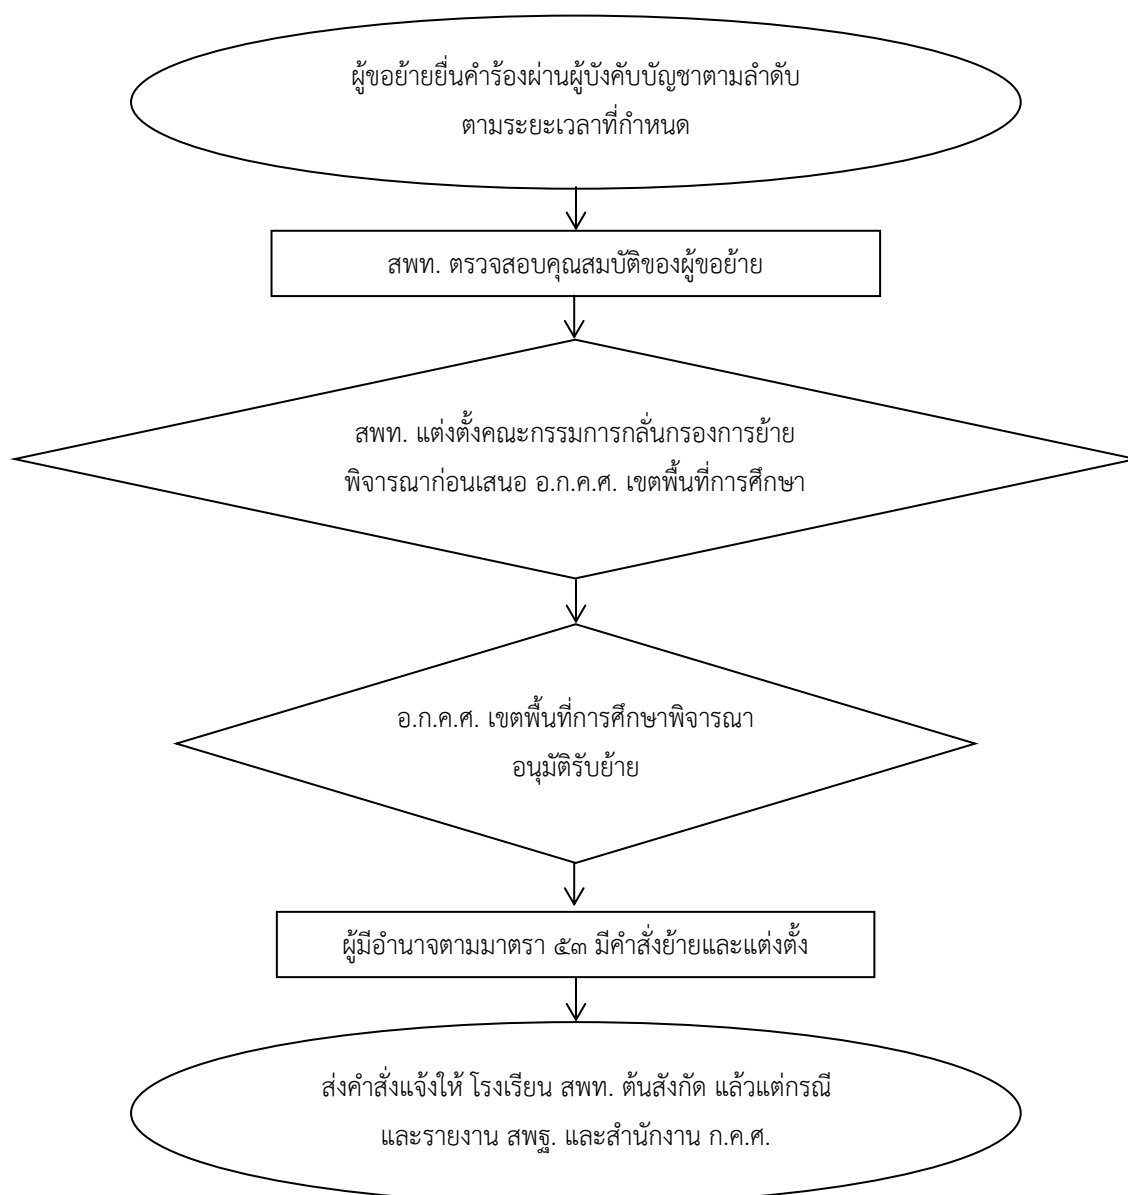 ผู้ขอย้ายยื่นคำร้องผ่านผู้บังคับบัญชาตามลำดับ
ตามระยะเวลาที่กำหนด
สพท. ตรวจสอบคุณสมบัติของผู้ขอย้าย
สพท. แต่งตั้งคณะกรรมการกลั่นกรองการย้าย
พิจารณาก่อนเสนอ อ.ก.ค.ศ. เขตพื้นที่การศึกษา
อ.ก.ค.ศ. เขตพื้นที่การศึกษาพิจารณา
อนุมัติรับย้าย
ผู้มีอำนาจตามมาตรา ๕๓ มีคำสั่งย้ายและแต่งตั้ง
ส่งคำสั่งแจ้งให้ โรงเรียน สพท. ต้นสังกัด แล้วแต่กรณี
และรายงาน สพฐ. และสำนักงาน ก.ค.ศ.